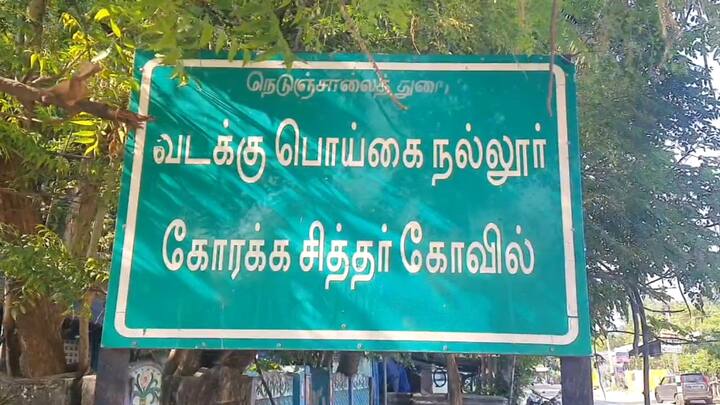 நெடுஞ்சாலைத் துறை
வடக்கு பொய்கை நல்லூர்
கோரக்க சித்தர் கோவில்